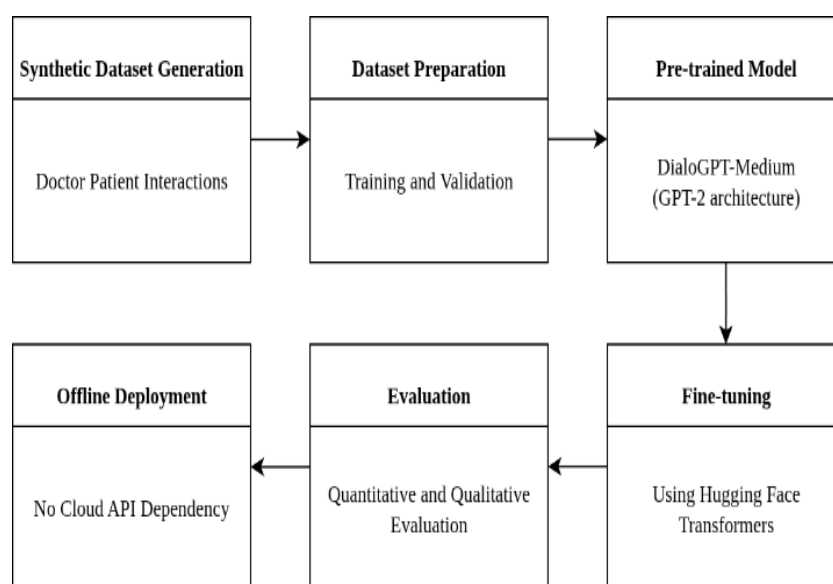 Synthetic Dataset Generation
Doctor Patient Interactions
Dataset Preparation
Training and Validation
Pre-trained Model
DialoGPT-Medium
(GPT-2 architecture)
Offline Deployment
No Cloud API Dependency
Evaluation
Quantitative and Qualitative
Evaluation
Fine-tuning
Using Hugging Face
Transformers